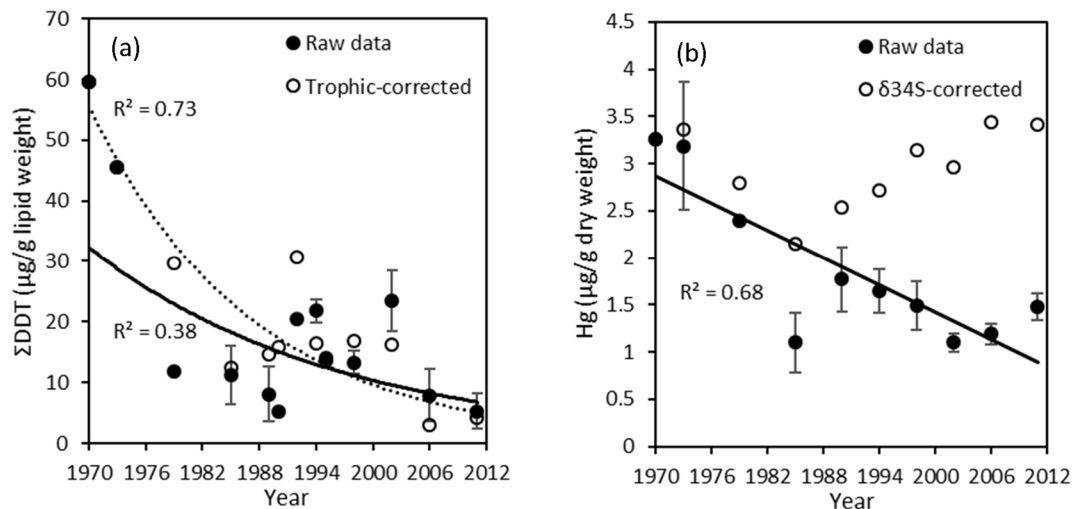 (a)
Raw data
Trophic-corrected
R² = 0.73
R² = 0.38
ΣDDT (µg/g lipid weight)
70
60
50
40
30
20
10
0
1970 1976 1982 1988 1994 2000 2006 2012
Year
(b)
Raw data
δ34S-corrected
R² = 0.68
Hg (µg/g dry weight)
4.5
4
3.5
3
2.5
2
1.5
1
0.5
0
1970 1976 1982 1988 1994 2000 2006 2012
Year